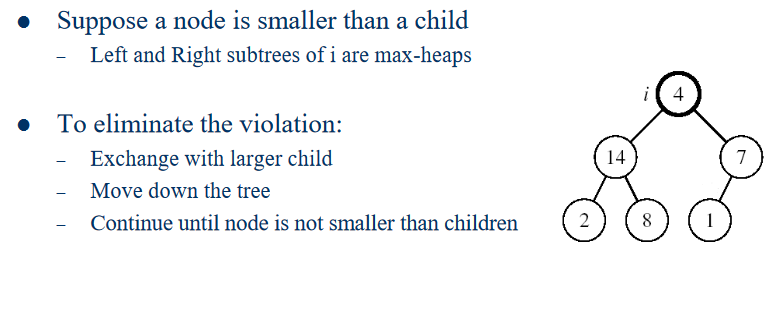 ● Suppose a node is smaller than a child
– Left and Right subtrees of i are max-heaps
● To eliminate the violation:
– Exchange with larger child
– Move down the tree
– Continue until node is not smaller than children
i 4
14 7
2 8 1